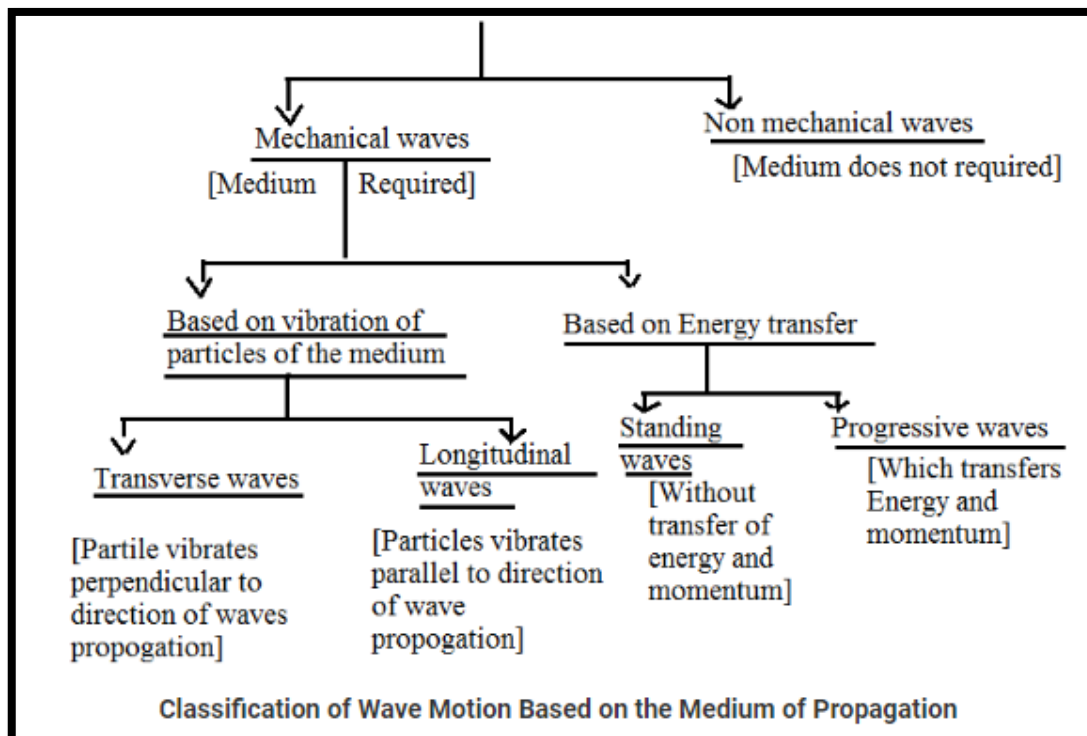 Mechanical waves
Non mechanical waves
[Medium Required]
[Medium does not required]
Based on vibration of
particles of the medium
Based on Energy transfer
Transverse waves
Longitudinal
waves
Standing
waves
Progressive waves
[Partile vibrates
perpendicular to
direction of waves
propogation]
[Particles vibrates
parallel to direction
of wave
propogation]
[Without
transfer of
energy and
momentum]
[Which transfers
Energy and
momentum]
Classification of Wave Motion Based on the Medium of Propagation